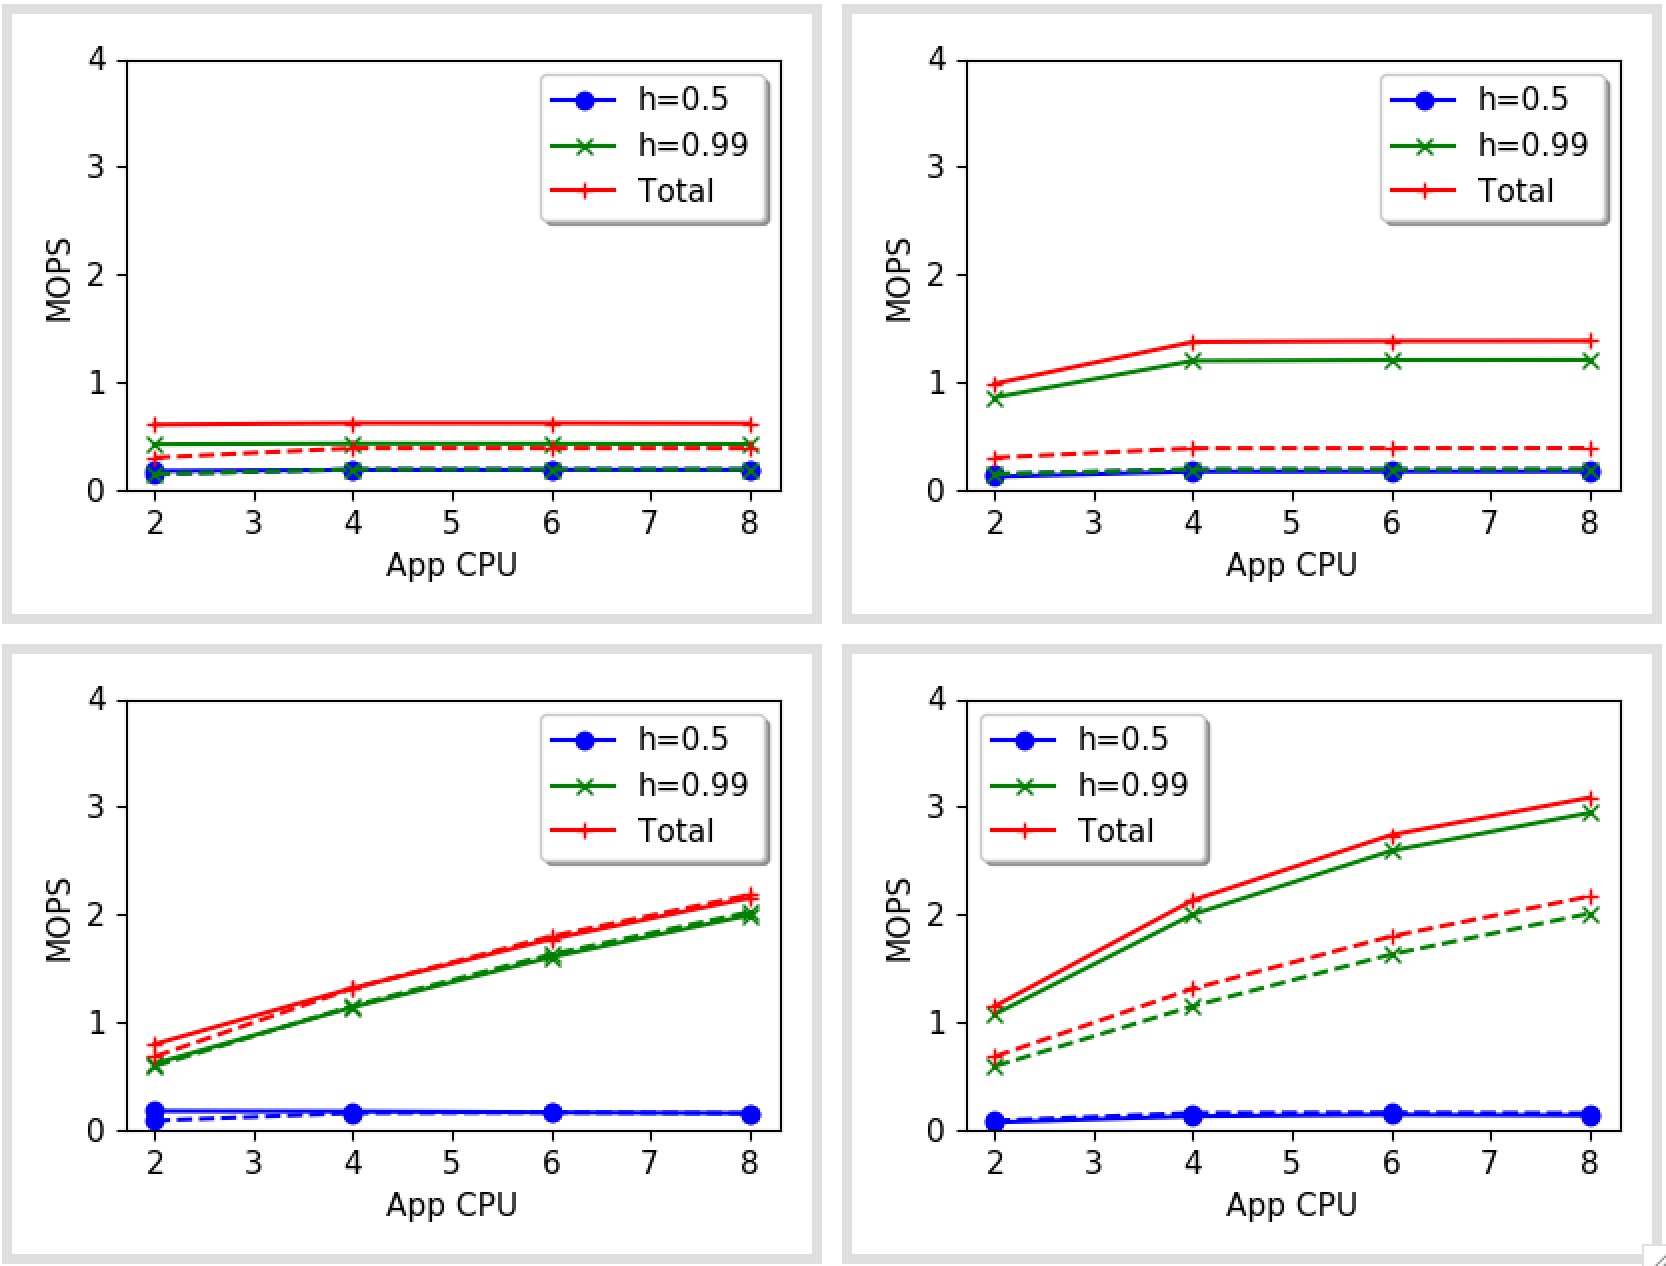 4
3
2
1
0
MOPS
h=0.5
h=0.99
Total
2 3 4 5 6 7 8
App CPU
4
3
2
1
0
MOPS
h=0.5
h=0.99
Total
2 3 4 5 6 7 8
App CPU
4
3
2
1
0
MOPS
h=0.5
h=0.99
Total
2 3 4 5 6 7 8
App CPU
4
3
2
1
0
MOPS
h=0.5
h=0.99
Total
2 3 4 5 6 7 8
App CPU